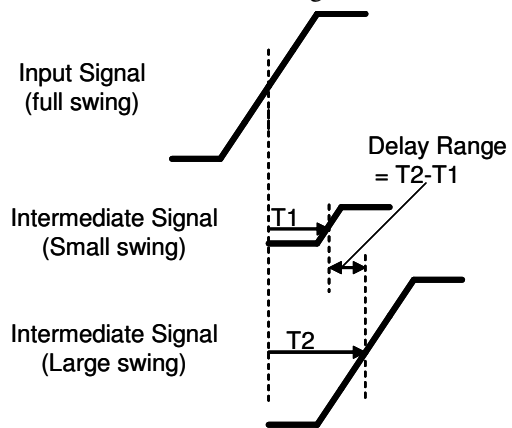 Input Signal
(full swing)
Delay Range
= T2-T1
Intermediate Signal
(Small swing)
T1
Intermediate Signal
(Large swing)
T2